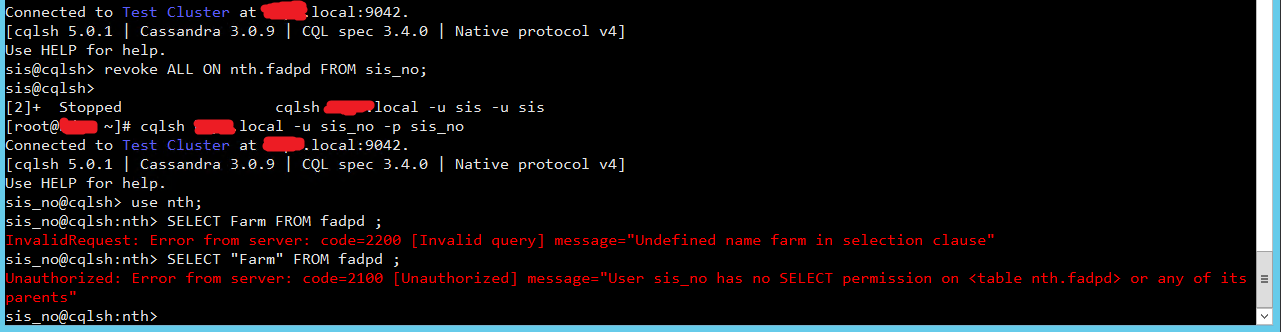 Connected to Test Cluster at .local:9042.
[cqlsh 5.0.1 | Cassandra 3.0.9 | CQL spec 3.4.0 | Native protocol v4]
Use HELP for help.
sis@cqlsh> revoke ALL ON nth.fadpd FROM sis_no;
sis@cqlsh>
[2]+  Stopped                 cqlsh .local -u sis -u sis
[root@ ~]# cqlsh .local -u sis_no -p sis_no
Connected to Test Cluster at .local:9042.
[cqlsh 5.0.1 | Cassandra 3.0.9 | CQL spec 3.4.0 | Native protocol v4]
Use HELP for help.
sis_no@cqlsh> use nth;
sis_no@cqlsh:nth> SELECT Farm FROM fadpd ;
InvalidRequest: Error from server: code=2200 [Invalid query] message="Undefined name farm in selection clause"
sis_no@cqlsh:nth> SELECT "Farm" FROM fadpd ;
Unauthorized: Error from server: code=2100 [Unauthorized] message="User sis_no has no SELECT permission on <table nth.fadpd> or any of its
parents"
sis_no@cqlsh:nth>